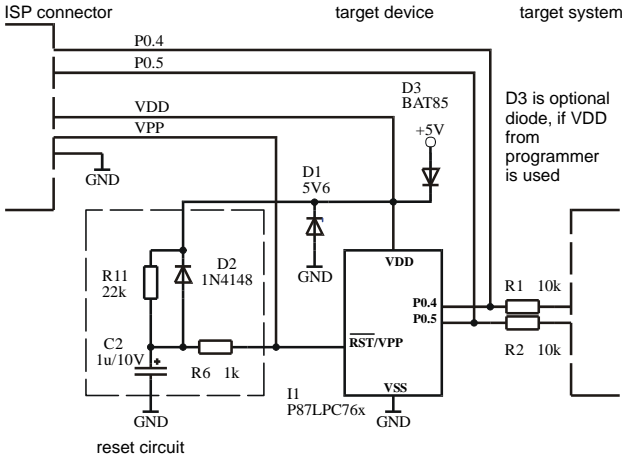 ISP connector
target device
target system
P0.4
P0.5
VDD
VPP
GND
D3
BAT85
+5V
D3 is optional
diode, if VDD
from
programmer
is used
D1
5V6
GND
R11
22k
D2
1N4148
C2
1u/10V
+
R6 1k
GND
reset circuit
VDD
P0.4
P0.5
RST/VPP
VSS
I1
P87LPC76x
GND
R1 10k
R2 10k